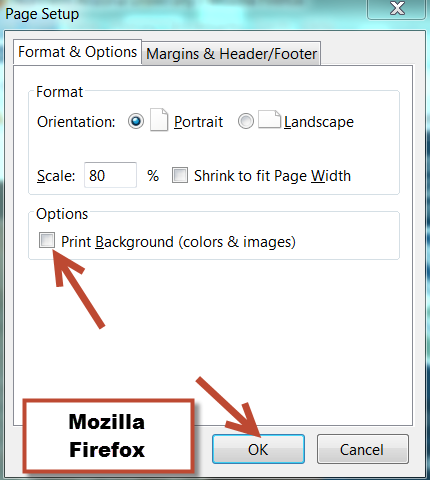 Page Setup
Format & Options
Margins & Header/Footer
Format
Orientation: Portrait Landscape
Scale: 80 % Shrink to fit Page Width
Options
Print Background (colors & images)
Mozilla
Firefox
OK
Cancel